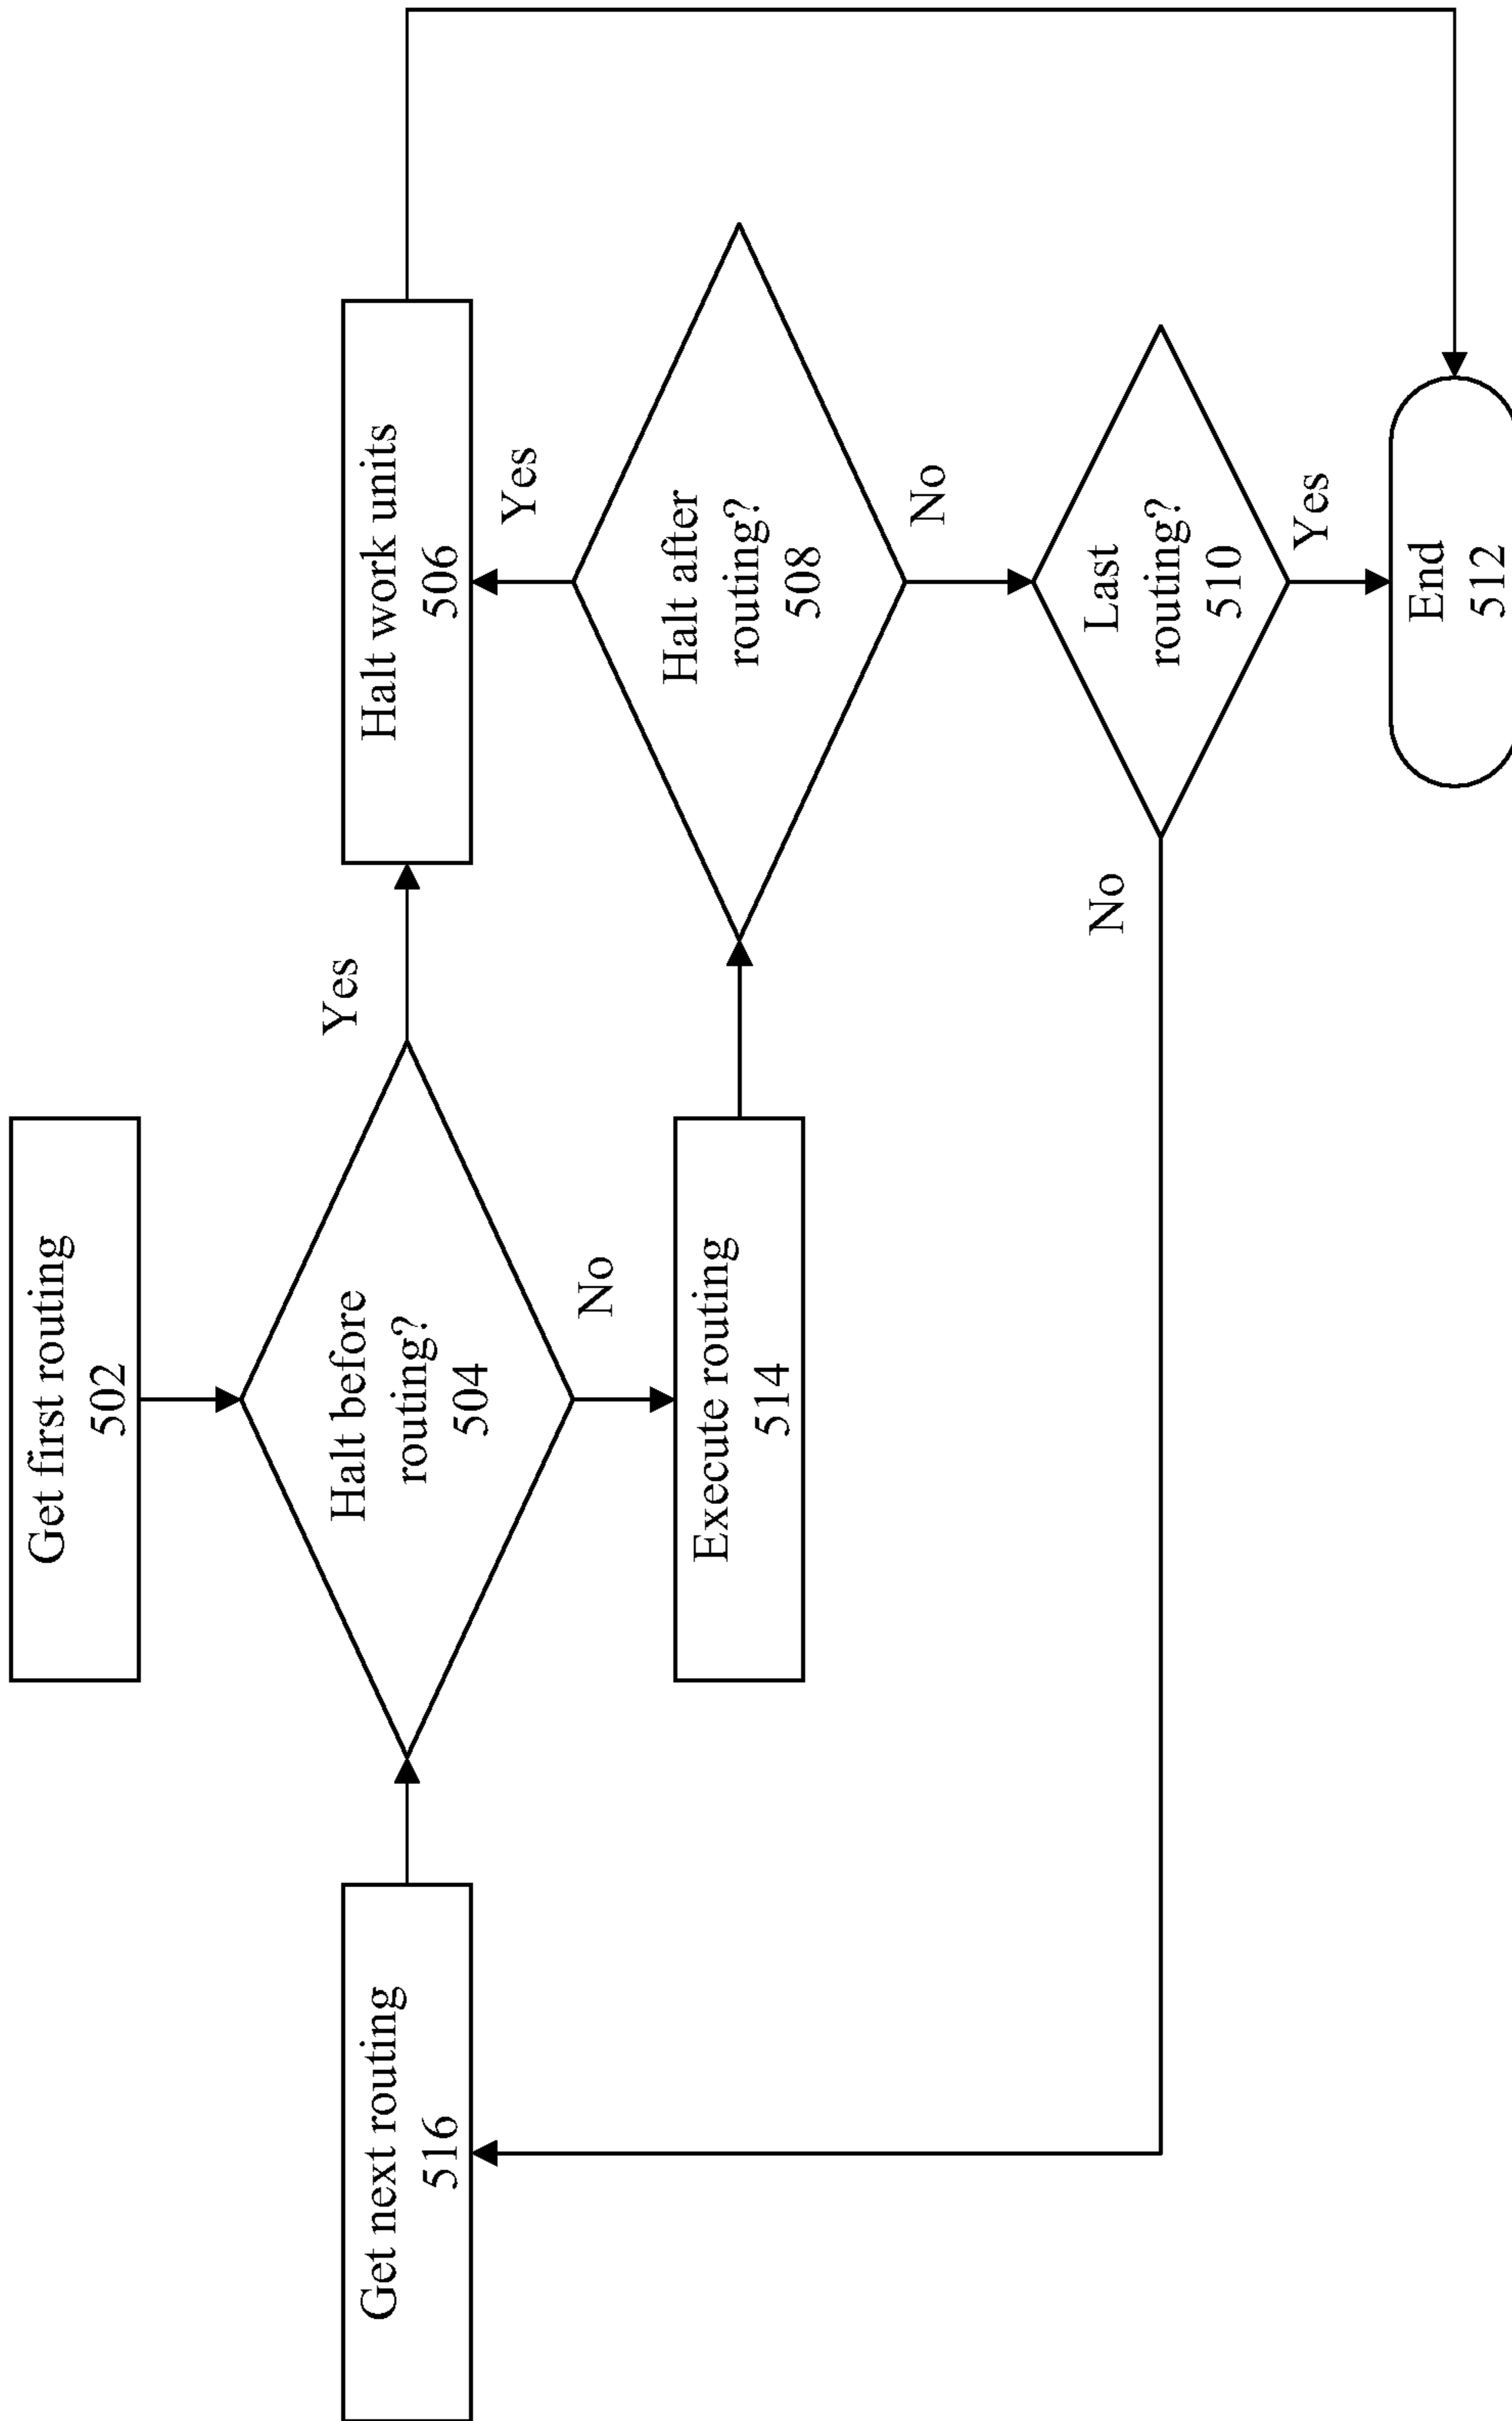 Get first routing
502
Get next routing
516
Halt before
routing?
504
Yes
Halt work units
506
No
Yes
Execute routing
514
Halt after
routing?
508
No
No
Last
routing?
510
Yes
End
512